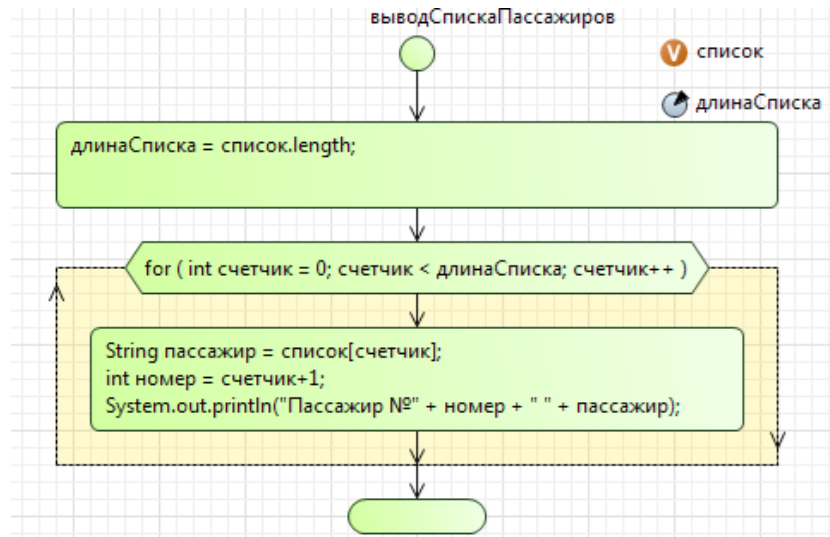 выводСпискаПассажиров
V список
длинаСписка
длинаСписка = список.length;
for ( int счетчик = 0; счетчик < длинаСписка; счетчик++ )
String пассажир = список[счетчик];
int номер = счетчик+1;
System.out.println("Пассажир №" + номер + " " + пассажир);